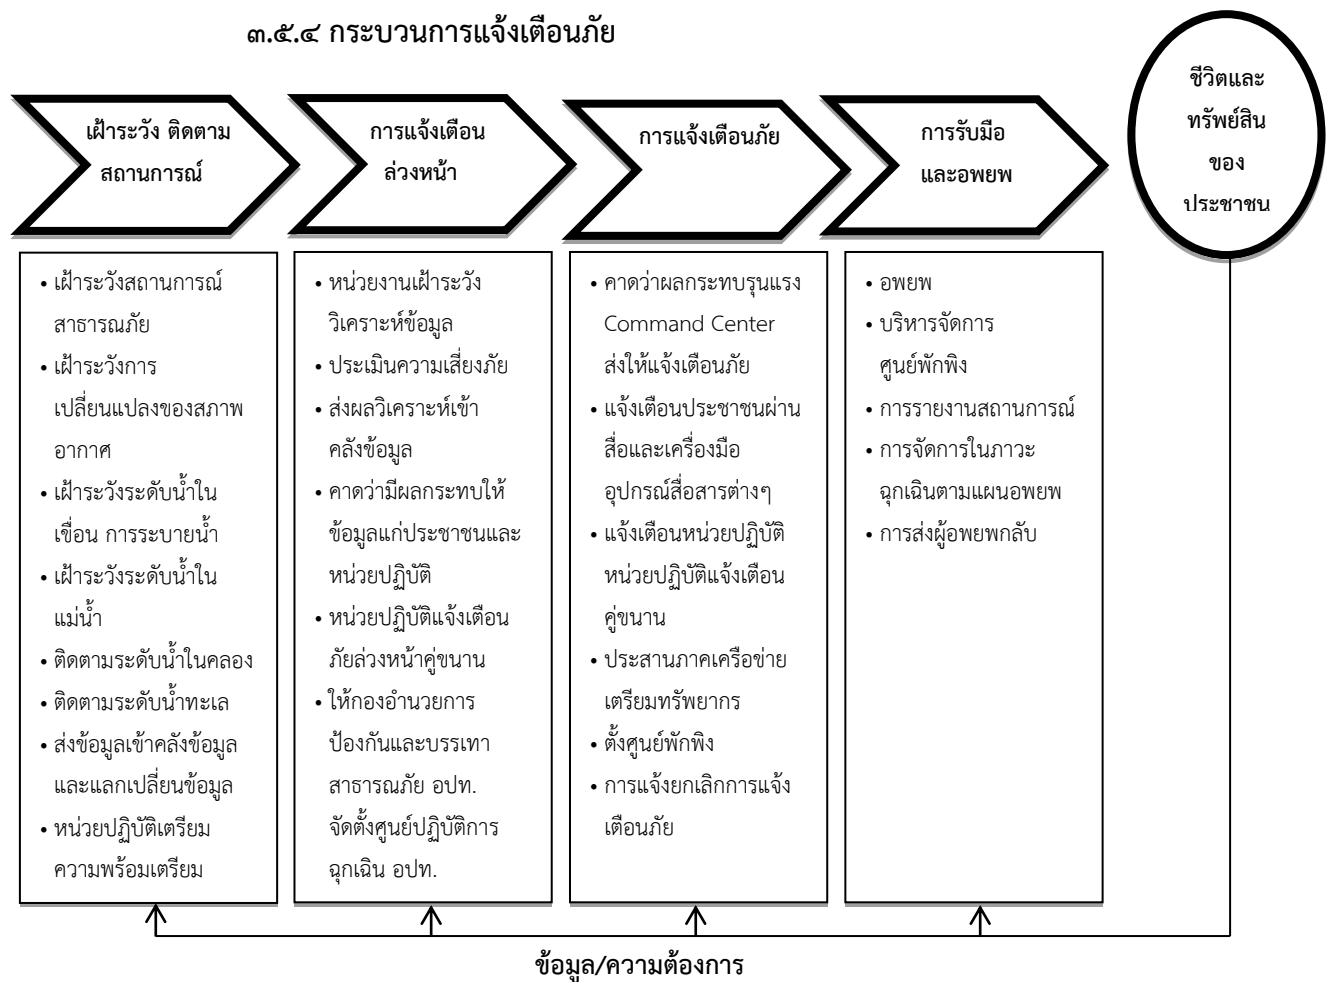 ๓.๕.๔ กระบวนการแจ้งเตือนภัย
เฝ้าระวัง ติดตาม
สถานการณ์
การแจ้งเตือน
ล่วงหน้า
การแจ้งเตือนภัย
การรับมือ
และอพยพ
ชีวิตและ
ทรัพย์สิน
ของ
ประชาชน
• เฝ้าระวังสถานการณ์
สาธารณภัย
• เฝ้าระวังการ
เปลี่ยนแปลงของสภาพ
อากาศ
• เฝ้าระวังระดับน้ำใน
เขื่อน การระบายน้ำ
• เฝ้าระวังระดับน้ำใน
แม่น้ำ
• ติดตามระดับน้ำในคลอง
• ติดตามระดับน้ำทะเล
• ส่งข้อมูลเข้าคลังข้อมูล
และแลกเปลี่ยนข้อมูล
• หน่วยปฏิบัติเตรียม
ความพร้อมเตรียม
• หน่วยงานเฝ้าระวัง
วิเคราะห์ข้อมูล
• ประเมินความเสี่ยงภัย
• ส่งผลวิเคราะห์เข้า
คลังข้อมูล
• คาดว่ามีผลกระทบให้
ข้อมูลแก่ประชาชนและ
หน่วยปฏิบัติ
• หน่วยปฏิบัติแจ้งเตือน
ภัยล่วงหน้าคู่ขนาน
• ให้กองอำนวยการ
ป้องกันและบรรเทา
สาธารณภัย อปท.
จัดตั้งศูนย์ปฏิบัติการ
ฉุกเฉิน อปท.
• คาดว่าผลกระทบรุนแรง
Command Center
ส่งให้แจ้งเตือนภัย
• แจ้งเตือนประชาชนผ่าน
สื่อและเครื่องมือ
อุปกรณ์สื่อสารต่างๆ
• แจ้งเตือนหน่วยปฏิบัติ
หน่วยปฏิบัติแจ้งเตือน
คู่ขนาน
• ประสานภาคเครือข่าย
เตรียมทรัพยากร
• ตั้งศูนย์พักพิง
• การแจ้งยกเลิกการแจ้ง
เตือนภัย
• อพยพ
• บริหารจัดการ
ศูนย์พักพิง
• การรายงานสถานการณ์
• การจัดการในภาวะ
ฉุกเฉินตามแผนอพยพ
• การส่งผู้อพยพกลับ
ข้อมูล/ความต้องการ